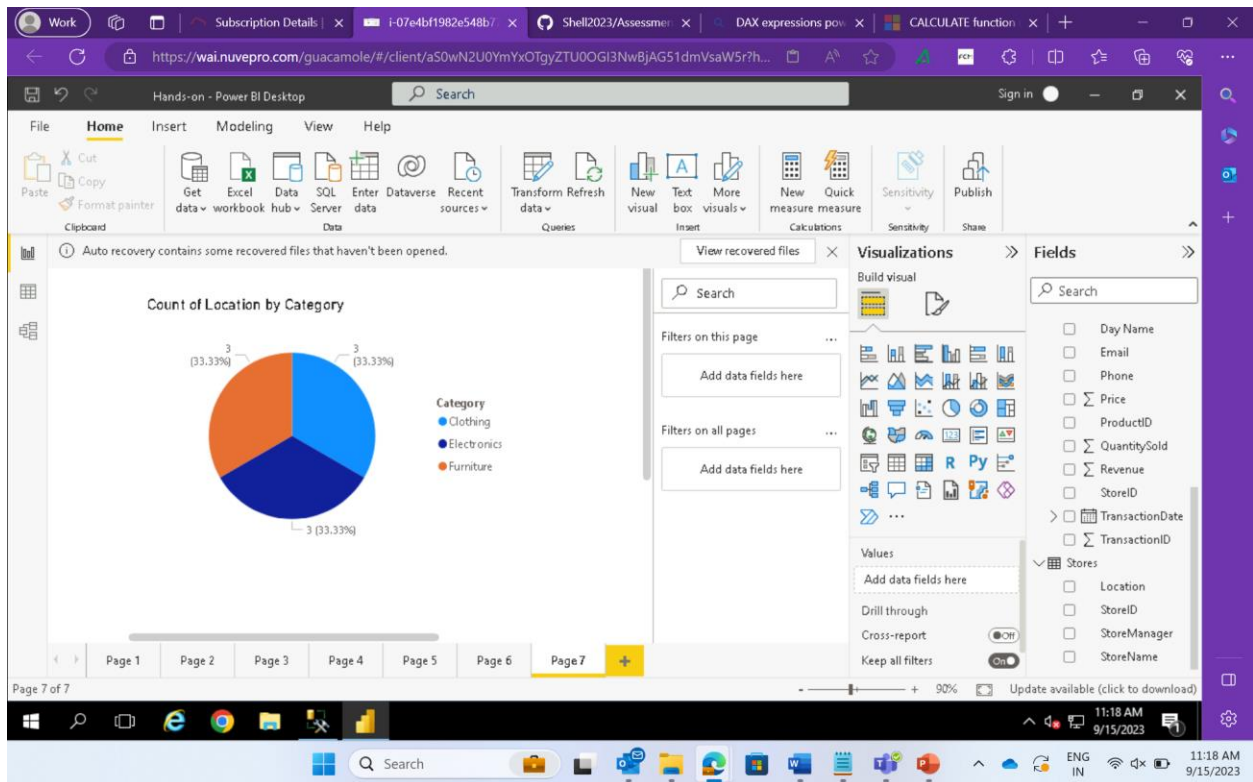 Work
Subscription Details |
i-07e4bf1982e548b7
Shell2023/Assessmen
DAX expressions pow
CALCULATE function
https://wai.nuvepro.com/guacamole/#/client/aS0wN2U0YmYxOTgyZTU0OGI3NwBjAG51dmVsaW5r?h...
Hands-on - Power BI Desktop
Search
Sign in
File Home Insert Modeling View Help
Paste
Cut
Copy
Format painter
Clipboard
Get data
Excel workbook
Data hub
SQL Server
Enter data
Dataverse
Recent sources
Data
Transform data
Refresh
Queries
New visual
Text box
More visuals
Insert
New measure
Quick measure
Calculations
Sensitivity
Sensitivity
Publish
Share
Auto recovery contains some recovered files that haven't been opened.
View recovered files
Count of Location by Category
3
(33.33%)
3
(33.33%)
3 (33.33%)
Category
Clothing
Electronics
Furniture
Search
Filters on this page ...
Add data fields here
Filters on all pages ...
Add data fields here
Visualizations
Build visual
R Py
123
...
Values
Add data fields here
Drill through
Cross-report Off
Keep all filters On
Fields
Search
Day Name
Email
Phone
Σ Price
ProductID
Σ QuantitySold
Σ Revenue
StoreID
TransactionDate
Σ TransactionID
Stores
Location
StoreID
StoreManager
StoreName
Page 1 Page 2 Page 3 Page 4 Page 5 Page 6 Page 7 +
Page 7 of 7
- + 90%
Update available (click to download)
11:18 AM
9/15/2023
1
Search
ENG
IN
11:18 AM
9/15/2023